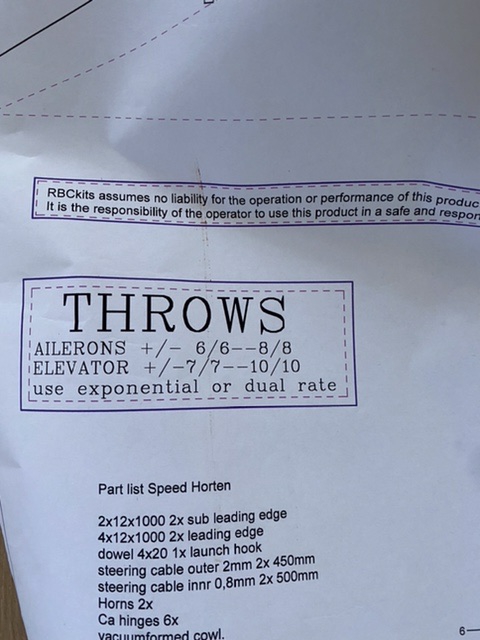 RBCkits assumes no liability for the operation or performance of this
It is the responsibility of the operator to use this product in a safe and
THROWS
AILERONS +/- 6/6--8/8
ELEVATOR +/-7/7--10/10
use exponential or dual rate
Part list Speed Horten
2x12x1000 2x sub leading edge
4x12x1000 2x leading edge
dowel 4x20 1x launch hook
steering cable outer 2mm 2x 450mm
steering cable innr 0,8mm 2x 500mm
Horns 2x
Ca hinges 6x
vacuumformed cowl.
6